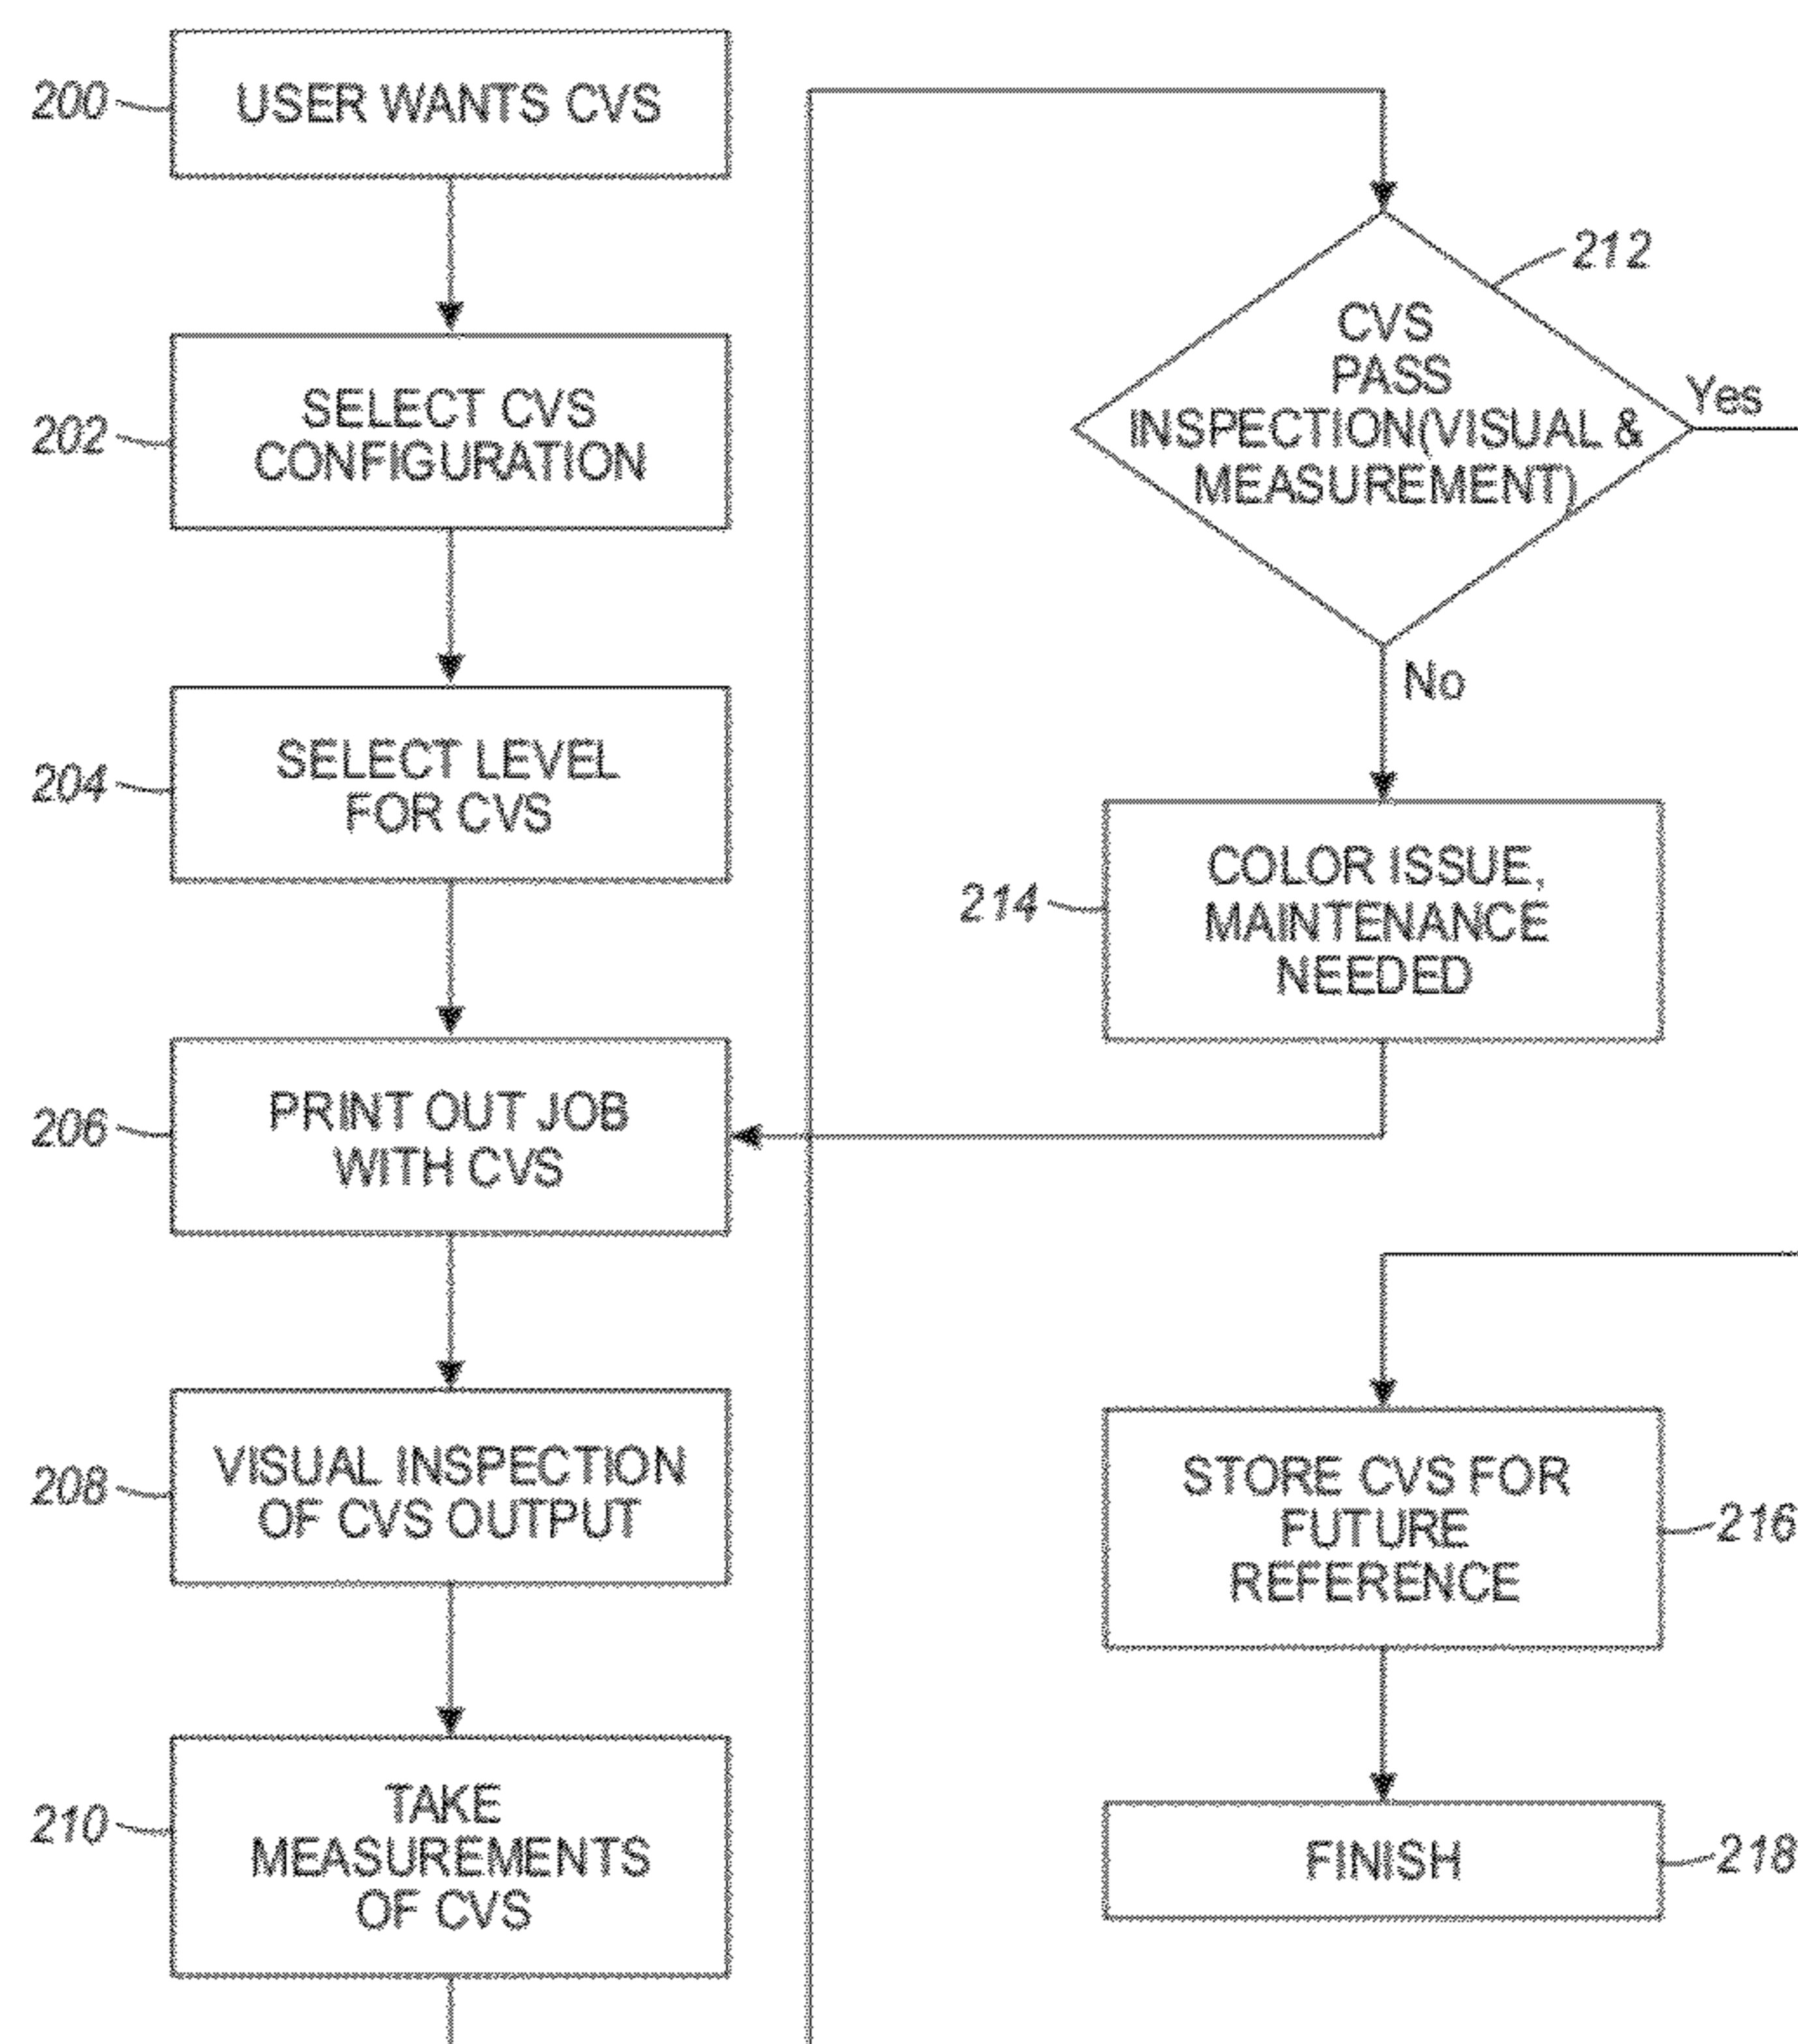 200
USER WANTS CVS
202
SELECT CVS
CONFIGURATION
204
SELECT LEVEL
FOR CVS
206
PRINT OUT JOB
WITH CVS
208
VISUAL INSPECTION
OF CVS OUTPUT
210
TAKE
MEASUREMENTS
OF CVS
212
CVS
PASS
INSPECTION(VISUAL &
MEASUREMENT)
Yes
No
214
COLOR ISSUE,
MAINTENANCE
NEEDED
STORE CVS FOR
FUTURE
REFERENCE
216
FINISH
218